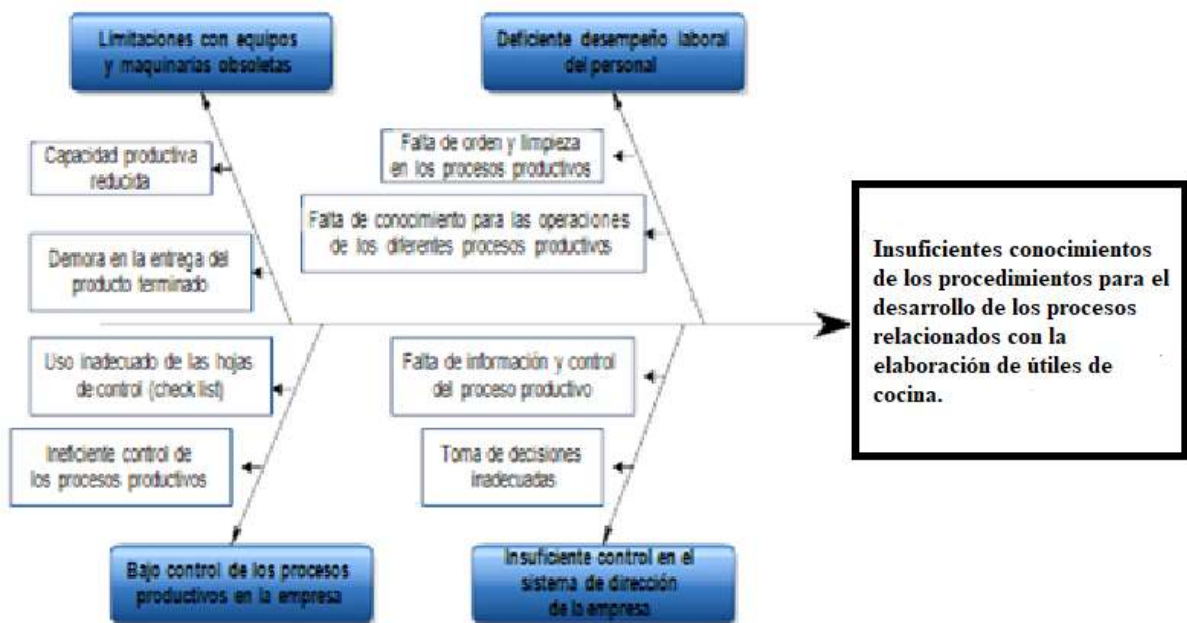 Limitaciones con equipos
y maquinarias obsoletas
Deficiente desempeño laboral
del personal
Capacidad productiva
reducida
Falta de orden y limpieza
en los procesos productivos
Falta de conocimiento para las operaciones
de los diferentes procesos productivos
Demora en la entrega del
producto terminado
Insuficientes conocimientos
de los procedimientos para el
desarrollo de los procesos
relacionados con la
elaboración de útiles de
cocina.
Uso inadecuado de las hojas
de control (check list)
Falta de información y control
del proceso productivo
Ineficiente control de
los procesos productivos
Toma de decisiones
inadecuadas
Bajo control de los procesos
productivos en la empresa
Insuficiente control en el
sistema de dirección
de la empresa